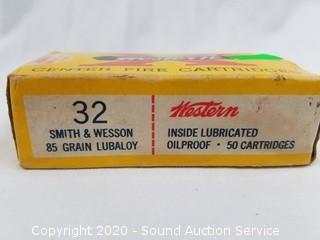 CENTER FIRE CARTRIDGE
32
SMITH & WESSON
85 GRAIN LUBALOY
Western
INSIDE LUBRICATED
OILPROOF • 50 CARTRIDGES
Copyright 2020 - Sound Auction Service